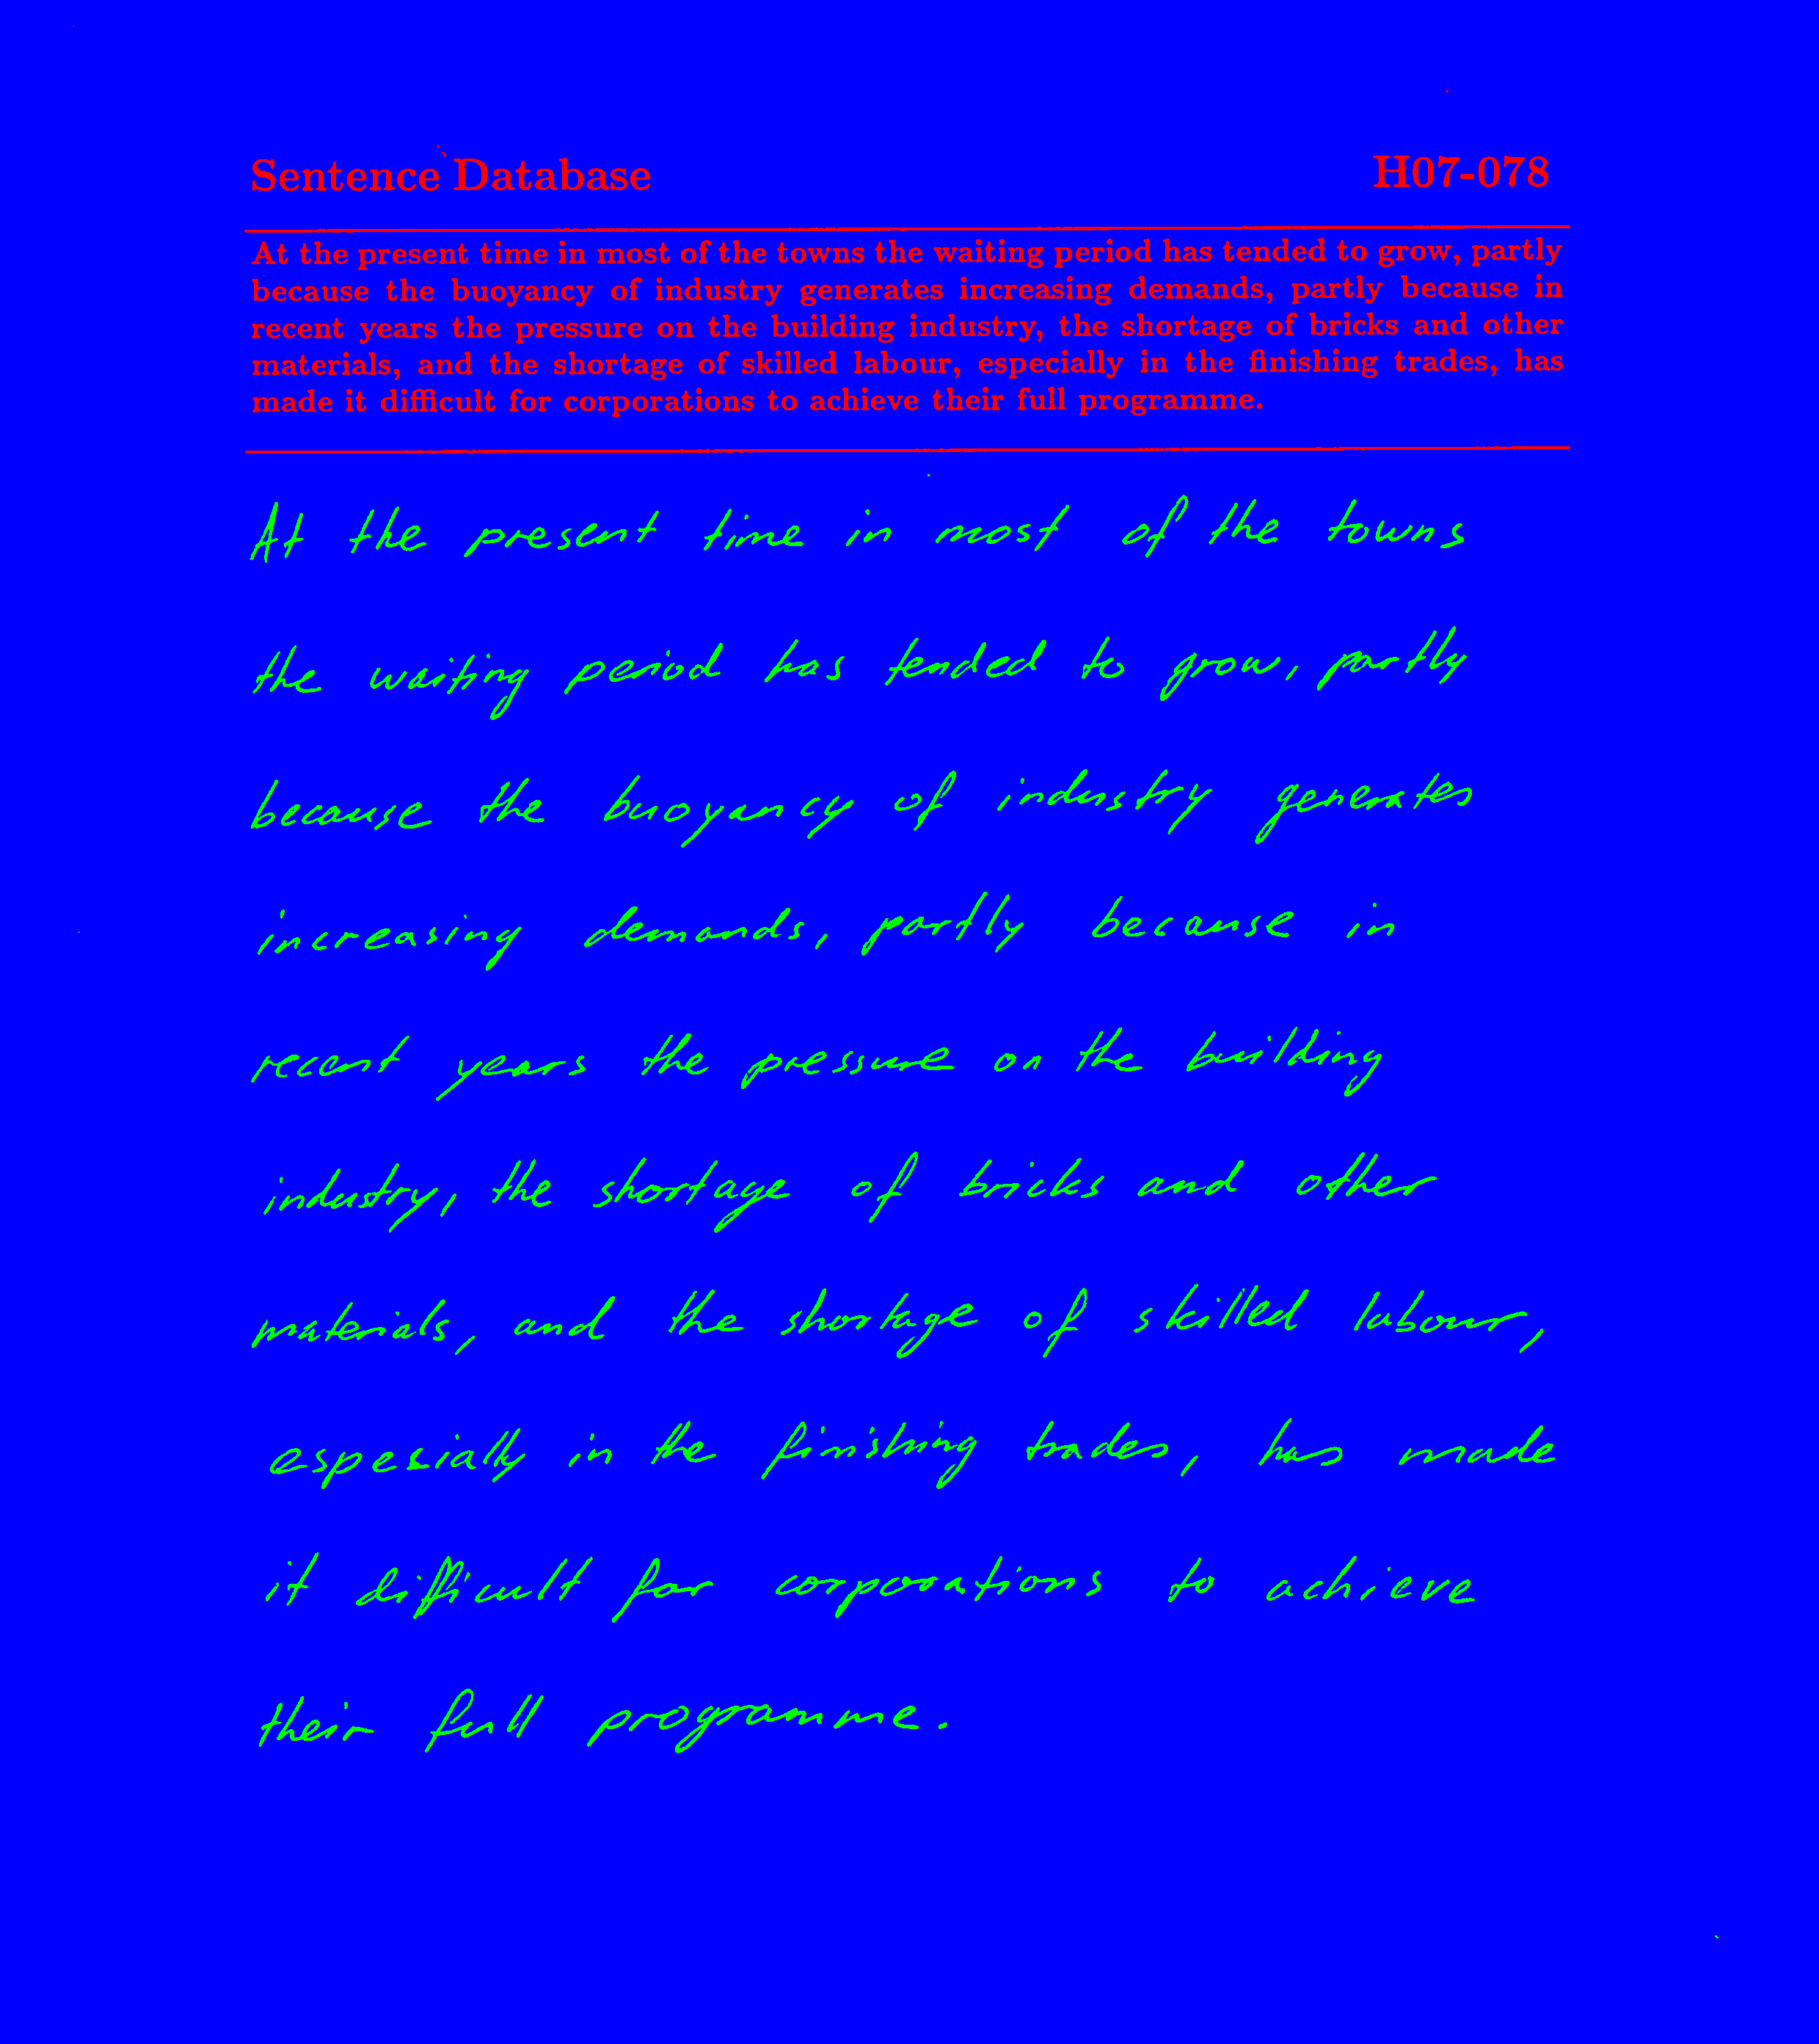 Sentence Database H07-078
At the present time in most of the towns the waiting period has tended to grow, partly
because the buoyancy of industry generates increasing demands, partly because in
recent years the pressure on the building industry, the shortage of bricks and other
materials, and the shortage of skilled labour, especially in the finishing trades, has
made it difficult for corporations to achieve their full programme.
At the present time in most of the towns
the waiting period has tended to grow, partly
because the buoyancy of industry generates
increasing demands, partly because in
recent years the pressure on the building
industry, the shortage of bricks and other
materials, and the shortage of skilled labour,
especially in the finishing trades, has made
it difficult for corporations to achieve
their full programme.